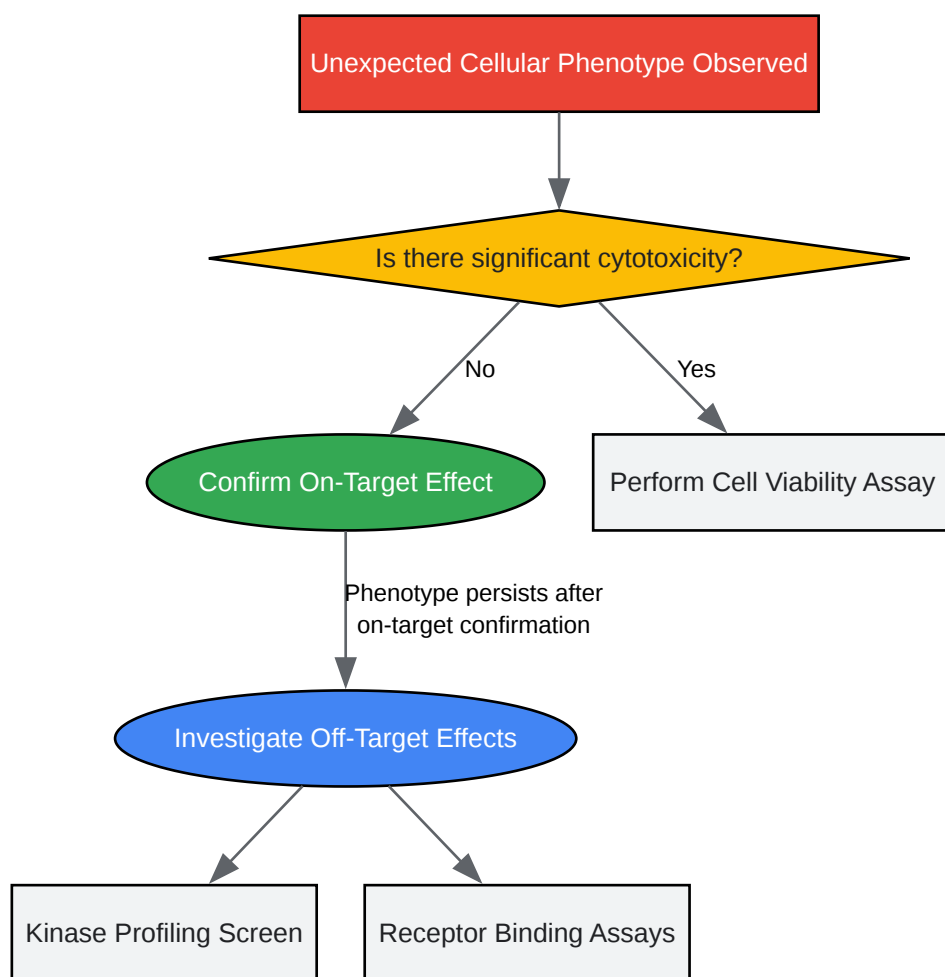 Unexpected Cellular Phenotype Observed
Is there significant cytotoxicity?
No
Yes
Confirm On-Target Effect
Perform Cell Viability Assay
Phenotype persists after
on-target confirmation
Investigate Off-Target Effects
Kinase Profiling Screen
Receptor Binding Assays